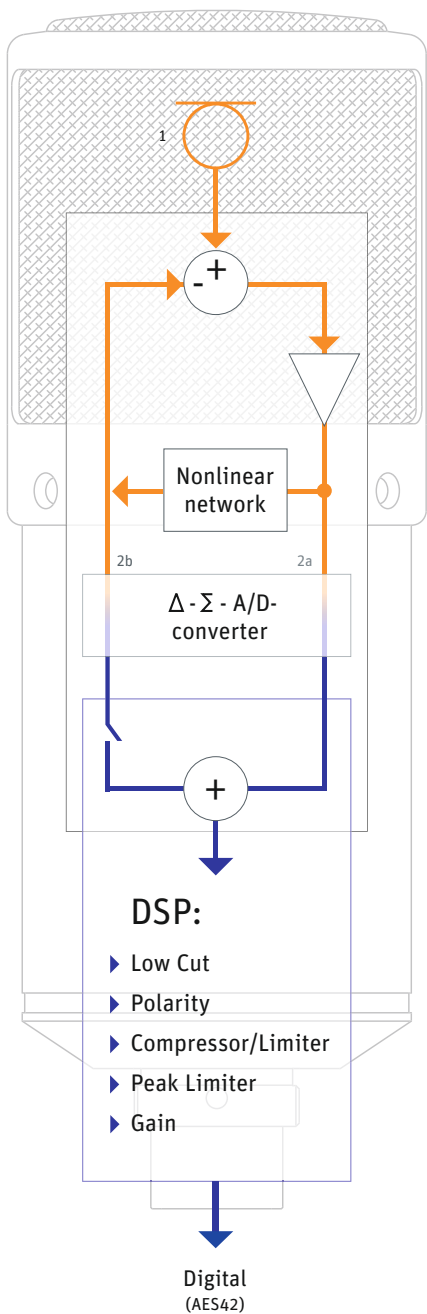 1
- +
Nonlinear
network
2b
2a
Δ - Σ - A/D-
converter
+
DSP:
Low Cut
Polarity
Compressor/Limiter
Peak Limiter
Gain
Digital
(AES42)